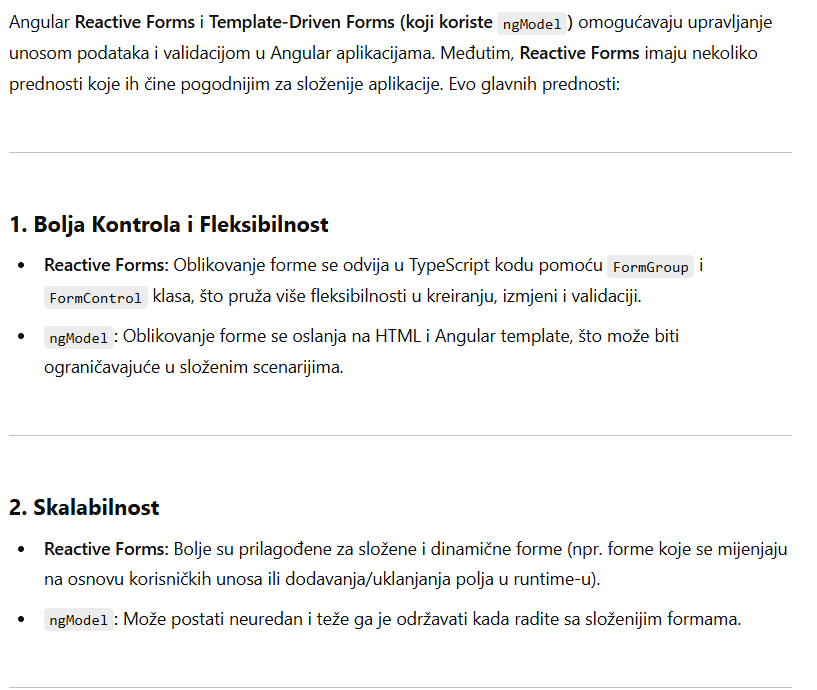 Angular Reactive Forms i Template-Driven Forms (koji koriste ngModel) omogućavaju upravljanje
unosom podataka i validacijom u Angular aplikacijama. Međutim, Reactive Forms imaju nekoliko
prednosti koje ih čine pogodnijim za složenije aplikacije. Evo glavnih prednosti:
1. Bolja Kontrola i Fleksibilnost
• Reactive Forms: Oblikovanje forme se odvija u TypeScript kodu pomoću FormGroup i
FormControl klasa, što pruža više fleksibilnosti u kreiranju, izmjeni i validaciji.
• ngModel: Oblikovanje forme se oslanja na HTML i Angular template, što može biti
ograničavajuće u složenim scenarijima.
2. Skalabilnost
• Reactive Forms: Bolje su prilagođene za složene i dinamične forme (npr. forme koje se mijenjaju
na osnovu korisničkih unosa ili dodavanja/uklanjanja polja u runtime-u).
• ngModel: Može postati neuredan i teže ga je održavati kada radite sa složenijim formama.